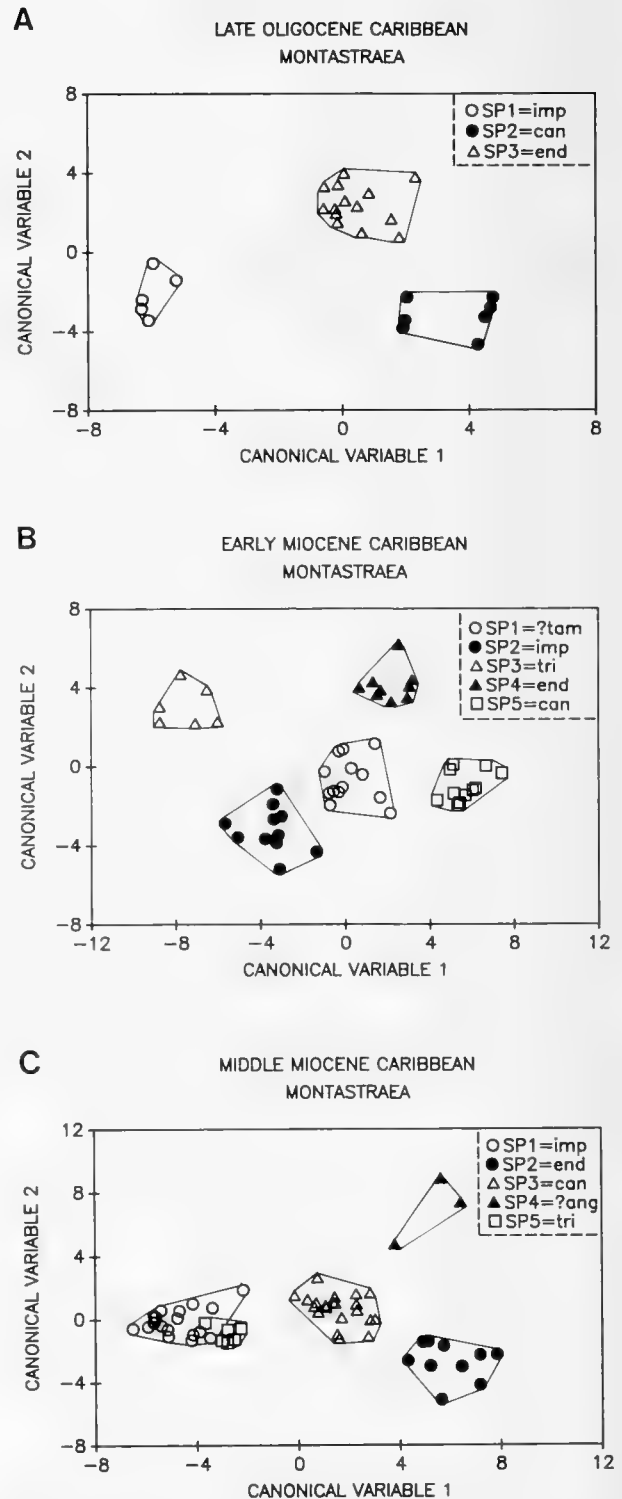 A
LATE OLIGOCENE CARIBBEAN
MONTASTRAEA
8
4
0
−4
−8
−8
−4
0
4
8
CANONICAL VARIABLE 2
CANONICAL VARIABLE 1
SP1=imp
SP2=can
SP3=end
B
EARLY MIOCENE CARIBBEAN
MONTASTRAEA
8
4
0
−4
−8
−12
−8
−4
0
4
8
12
CANONICAL VARIABLE 2
CANONICAL VARIABLE 1
SP1=?tam
SP2=imp
SP3=tri
SP4=end
SP5=can
C
MIDDLE MIOCENE CARIBBEAN
MONTASTRAEA
12
8
4
0
−4
−8
−8
−4
0
4
8
12
CANONICAL VARIABLE 2
CANONICAL VARIABLE 1
SP1=imp
SP2=end
SP3=can
SP4=?ang
SP5=tri